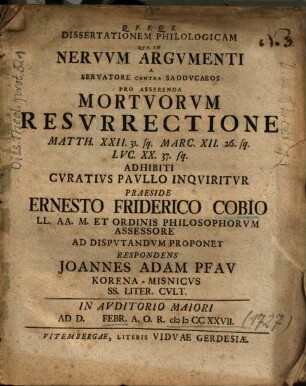 Q. F. F. Q. S.
DISSERTATIONEM PHILOLOGICAM
QVA IN
NERVVM ARGVMENTI
A
SERVATORE CONTRA SADDVCAEOS
PRO ASSERENDA
MORTVORVM
RESVRRECTIONE
MATTH. XXII. 31. sq. MARC. XII. 26. sq.
LVC. XX. 37. sq.
ADHIBITI
CVRATIVS PAVLLO INQVIRITVR
PRAESIDE
ERNESTO FRIDERICO COBIO
LL. AA. M. ET ORDINIS PHILOSOPHORVM
ASSESSORE
AD DISPVTANDVM PROPONET
RESPONDENS
JOANNES ADAM PFAV
KORENA-MISNICVS
SS. LITER. CVLT.
IN AVDITORIO MAIORI
AD D. FEBR. A. O. R. cIɔ Iɔ CC XXVII.
(1727)
VITEMBERGAE, LITERIS VIDVAE GERDESIÆ.